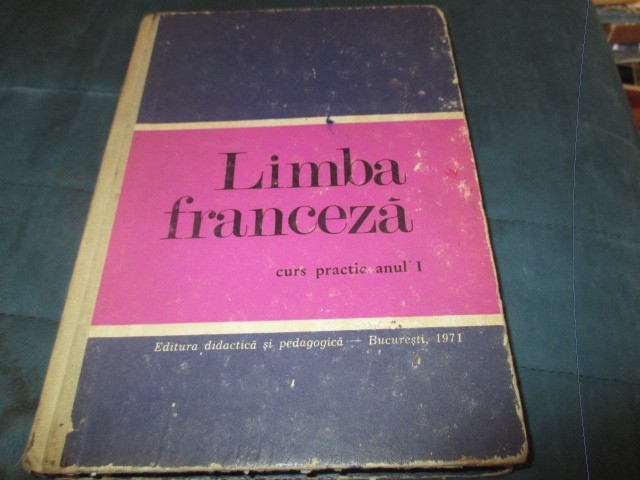 Limba
franceză
curs practic anul I
Editura didactică și pedagogică — București, 1971